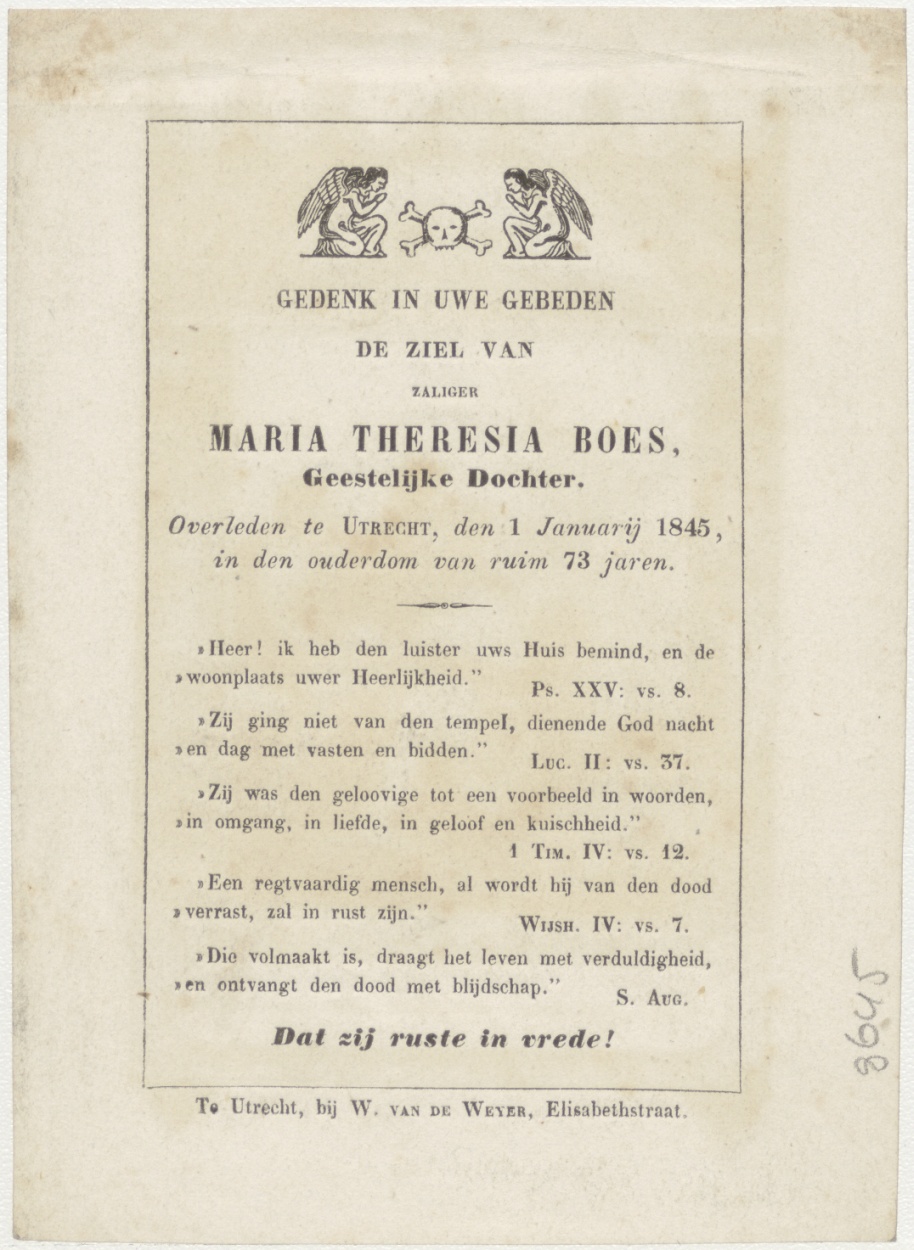 GEDENK IN UWE GEBEDEN
DE ZIEL VAN
ZALIGER
MARIA THERESIA BOES,
Geestelijke Dochter.
Overleden te UTRECHT, den 1 Januarij 1845,
in den ouderdom van ruim 73 jaren.
»Heer! ik heb den luister uws Huis bemind, en de
»woonplaats uwer Heerlijkheid.”
Ps. XXV: vs. 8.
»Zij ging niet van den tempel, dienende God nacht
»en dag met vasten en bidden.”
Luc. II: vs. 37.
»Zij was den geloovige tot een voorbeeld in woorden,
»in omgang, in liefde, in geloof en kuischheid.”
1 Tim. IV: vs. 12.
»Een regtvaardig mensch, al wordt hij van den dood
»verrast, zal in rust zijn.”
Wijsh. IV: vs. 7.
»Die volmaakt is, draagt het leven met verduldigheid,
»en ontvangt den dood met blijdschap.”
S. Aug.
Dat zij ruste in vrede!
Te Utrecht, bij W. van de Weyer, Elisabethstraat.
8645